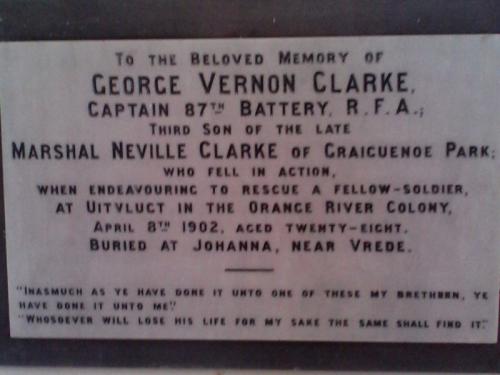 To the Beloved Memory of
George Vernon Clarke,
Captain 87TH Battery, R.F.A.;
Third Son of the late
Marshal Neville Clarke of Graiguenoe Park;
who fell in action,
when endeavouring to rescue a fellow-soldier,
at Uitvlugt in the Orange River Colony,
April 8TH 1902, aged twenty-eight.
Buried at Johanna, near Vrede.
"Inasmuch as ye have done it unto one of these my brethren, ye
have done it unto me."
"Whosoever will lose his life for my sake the same shall find it."